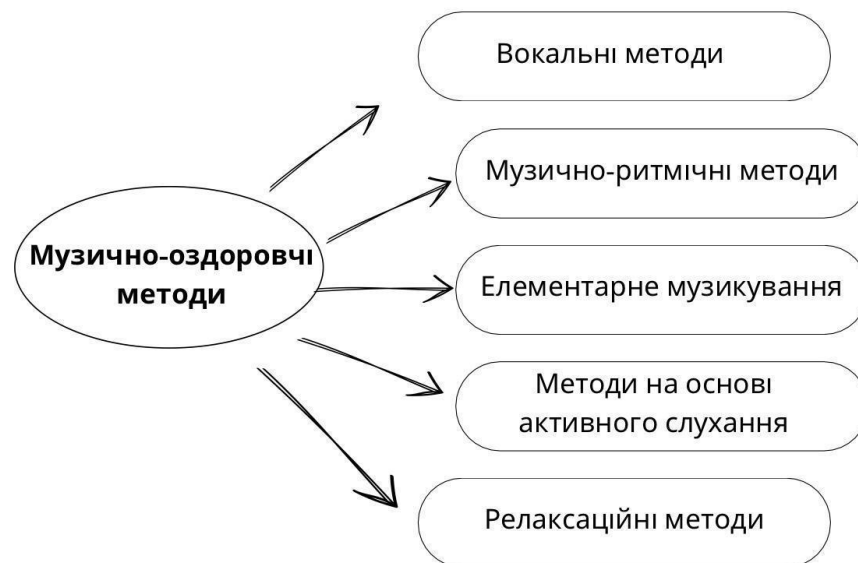 Вокальні методи
Музично-ритмічні методи
Музично-оздоровчі
методи
Елементарне музикування
Методи на основі
активного слухання
Релаксаційні методи